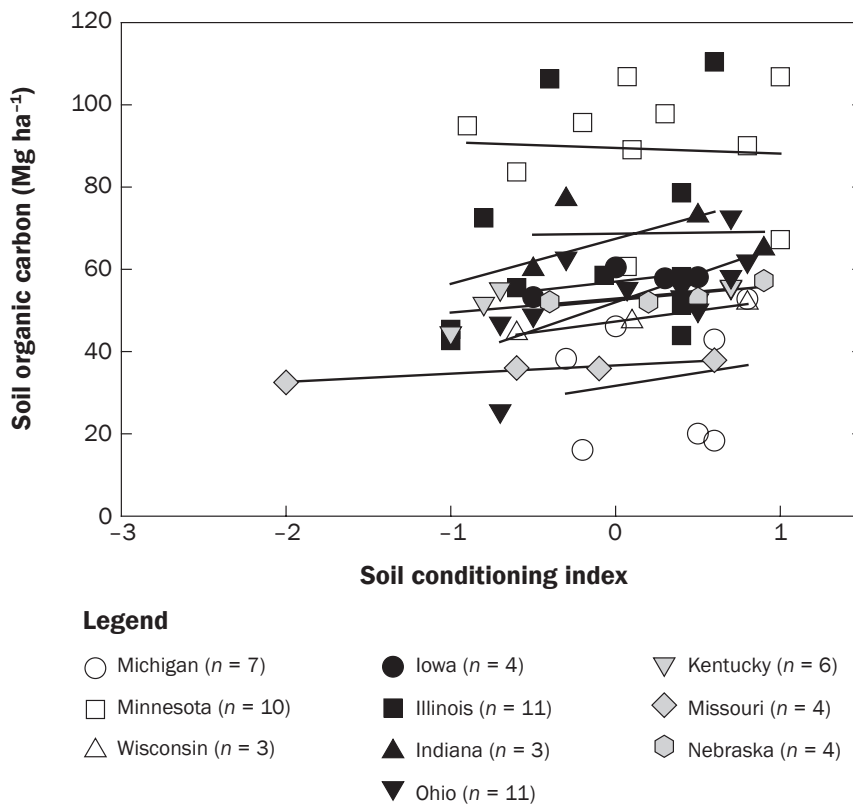 120
100
80
60
40
20
0
Soil organic carbon (Mg ha⁻¹)
–3 –2 –1 0 1
Soil conditioning index
Legend
Michigan (n = 7)
Minnesota (n = 10)
Wisconsin (n = 3)
Iowa (n = 4)
Illinois (n = 11)
Indiana (n = 3)
Ohio (n = 11)
Kentucky (n = 6)
Missouri (n = 4)
Nebraska (n = 4)